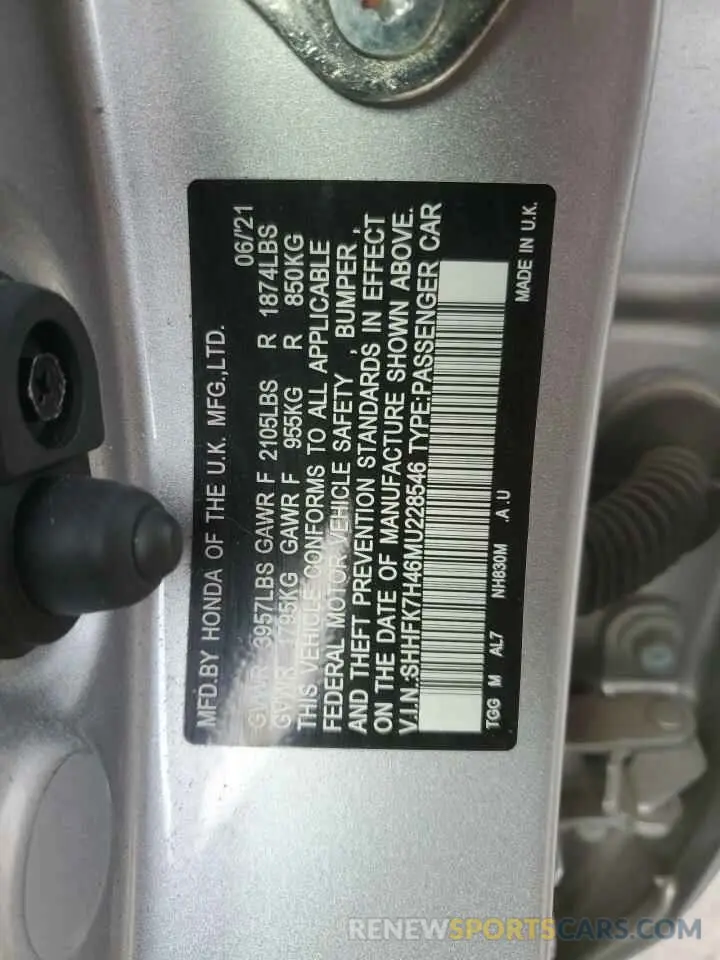 MFD.BY HONDA OF THE U.K. MFG.,LTD. 06/'21
GVWR 3957LBS GAWR F 2105LBS R 1874LBS
GVWR 1795KG GAWR F 955KG R 850KG
THIS VEHICLE CONFORMS TO ALL APPLICABLE
FEDERAL MOTOR VEHICLE SAFETY , BUMPER ,
AND THEFT PREVENTION STANDARDS IN EFFECT
ON THE DATE OF MANUFACTURE SHOWN ABOVE.
V.I.N.:SHHFK7H46MU228546 TYPE:PASSENGER CAR
TGG M AL7 NH830M .A .U MADE IN U.K.
RENEWSPORTSCARS.COM